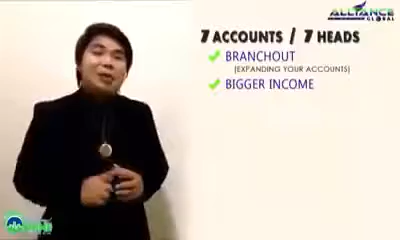 ALLIANCE
GLOBAL
7 ACCOUNTS / 7 HEADS
BRANCHOUT
(EXPANDING YOUR ACCOUNTS)
BIGGER INCOME